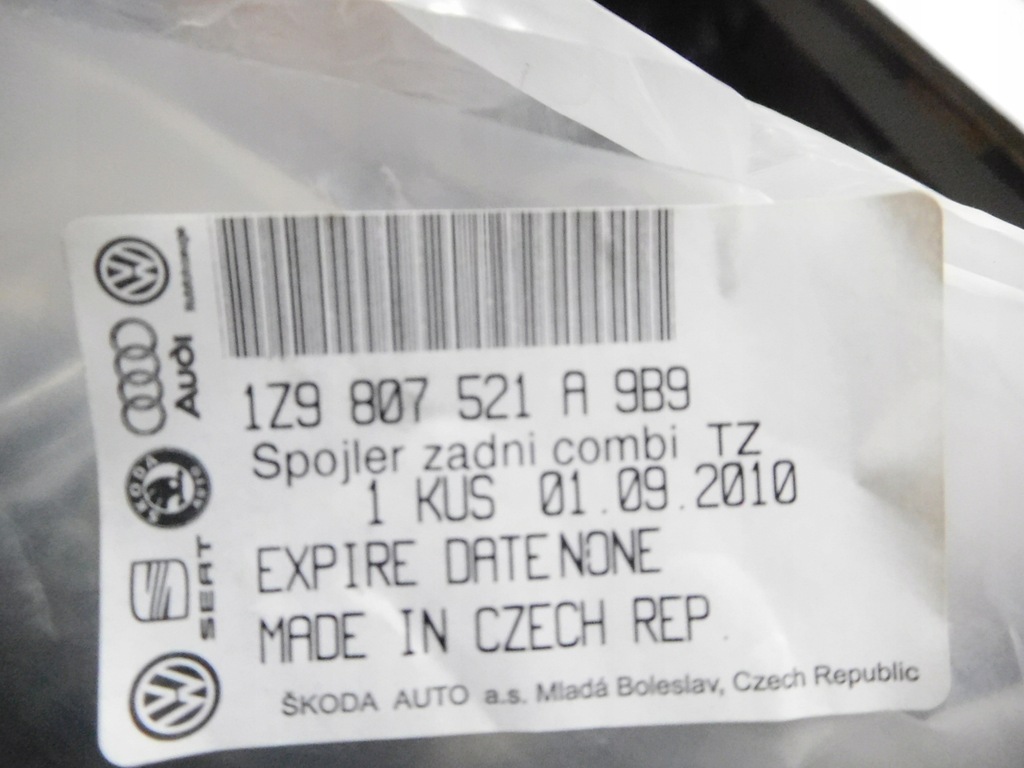 1Z9 807 521 A 9B9
Spojler zadni combi TZ
1 KUS 01.09.2010
EXPIRE DATENONE
MADE IN CZECH REP.
ŠKODA AUTO a.s. Mladá Boleslav, Czech Republic
AUDI
SKODA
SEAT